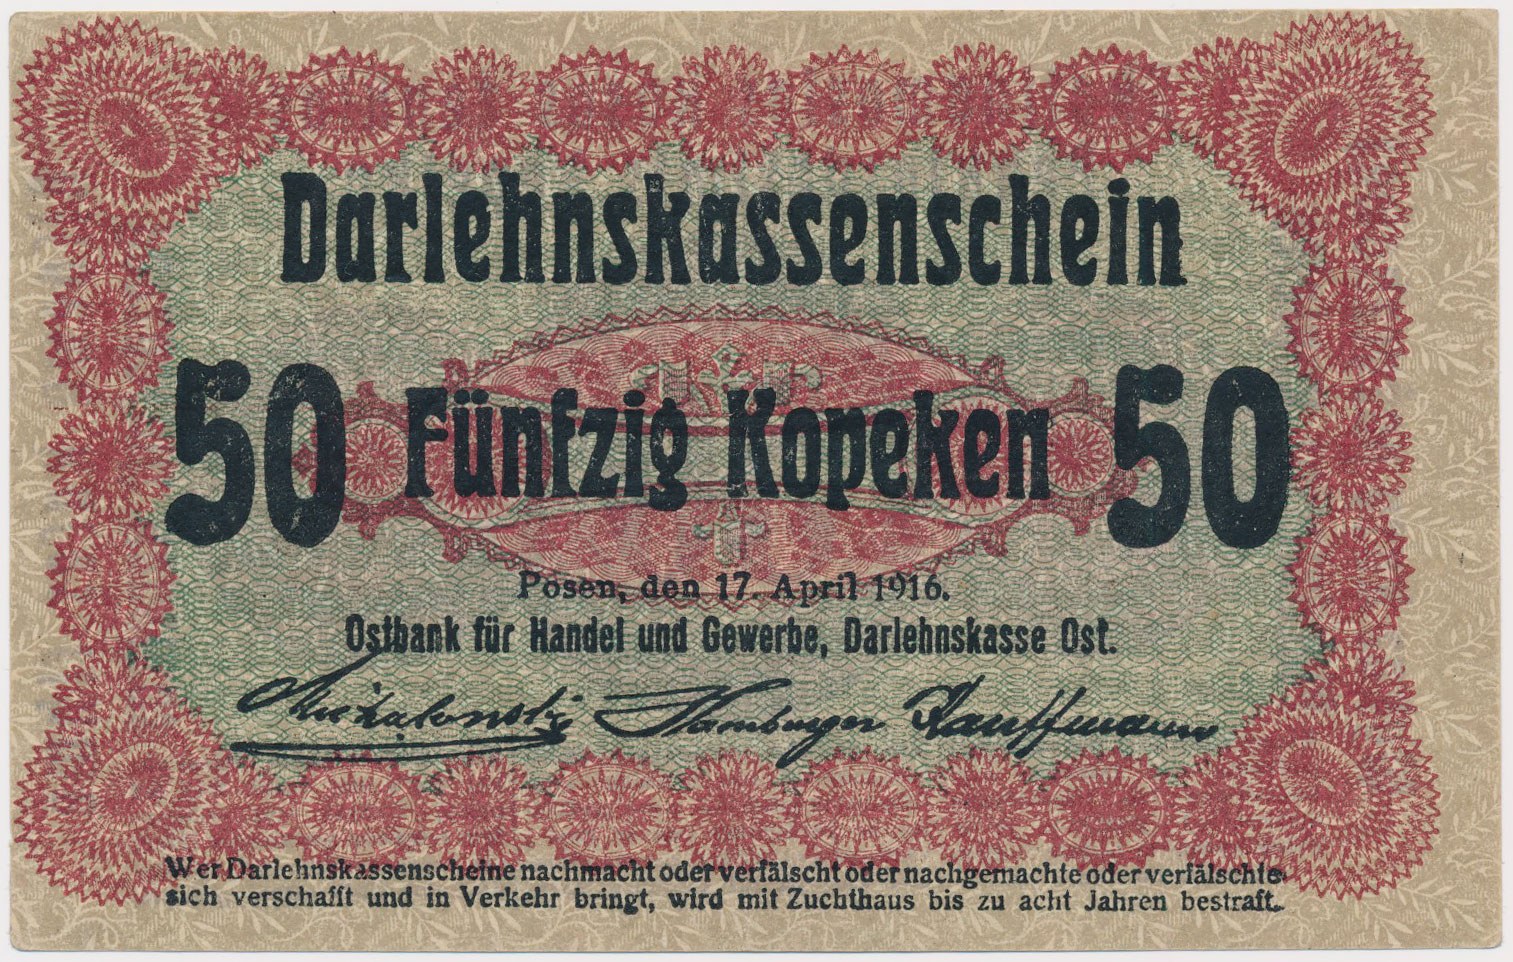 Darlehnskassenschein
50 Fünfzig Kopeken 50
Posen, den 17. April 1916.
Ostbank für Handel und Gewerbe, Darlehnskasse Ost.
Michalowski Hamburger Kauffmann
Wer Darlehnskassenscheine nachmacht oder verfälscht oder nachgemachte oder verfälschte
sich verschafft und in Verkehr bringt, wird mit Zuchthaus bis zu acht Jahren bestraft.